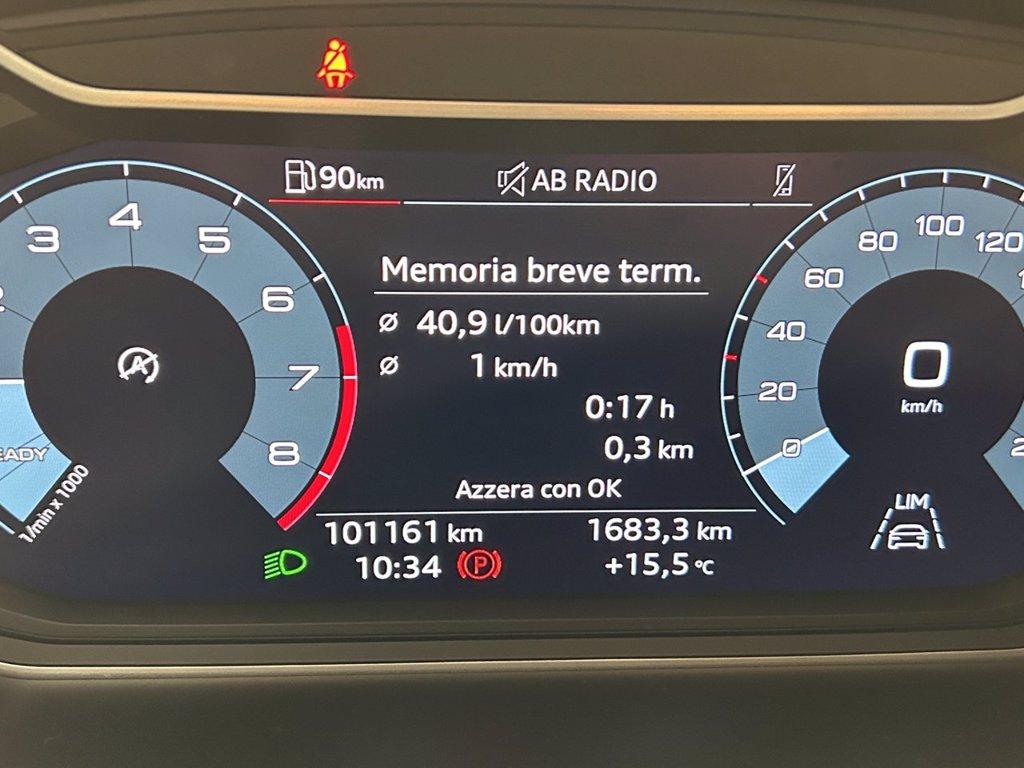 90 km
AB RADIO
Memoria breve term.
ø 40,9 l/100km
ø 1 km/h
0:17 h
0,3 km
Azzera con OK
101161 km
1683,3 km
10:34
P
+15,5 °C
3
4
5
6
7
8
1/min x 1000
A
0
20
40
60
80
100
120
0
km/h
LIM